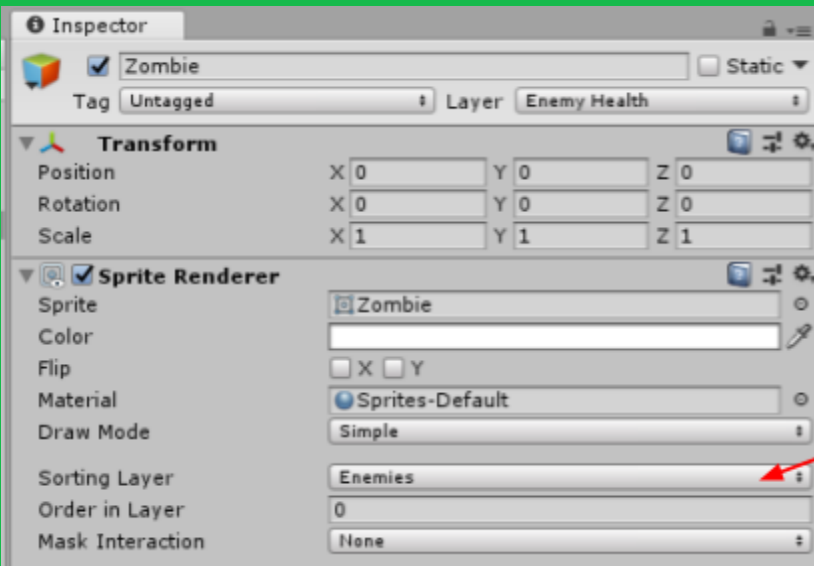 Inspector
Zombie Static
Tag Untagged Layer Enemy Health
Transform
Position X 0 Y 0 Z 0
Rotation X 0 Y 0 Z 0
Scale X 1 Y 1 Z 1
Sprite Renderer
Sprite Zombie
Color
Flip X Y
Material Sprites-Default
Draw Mode Simple
Sorting Layer Enemies
Order in Layer 0
Mask Interaction None